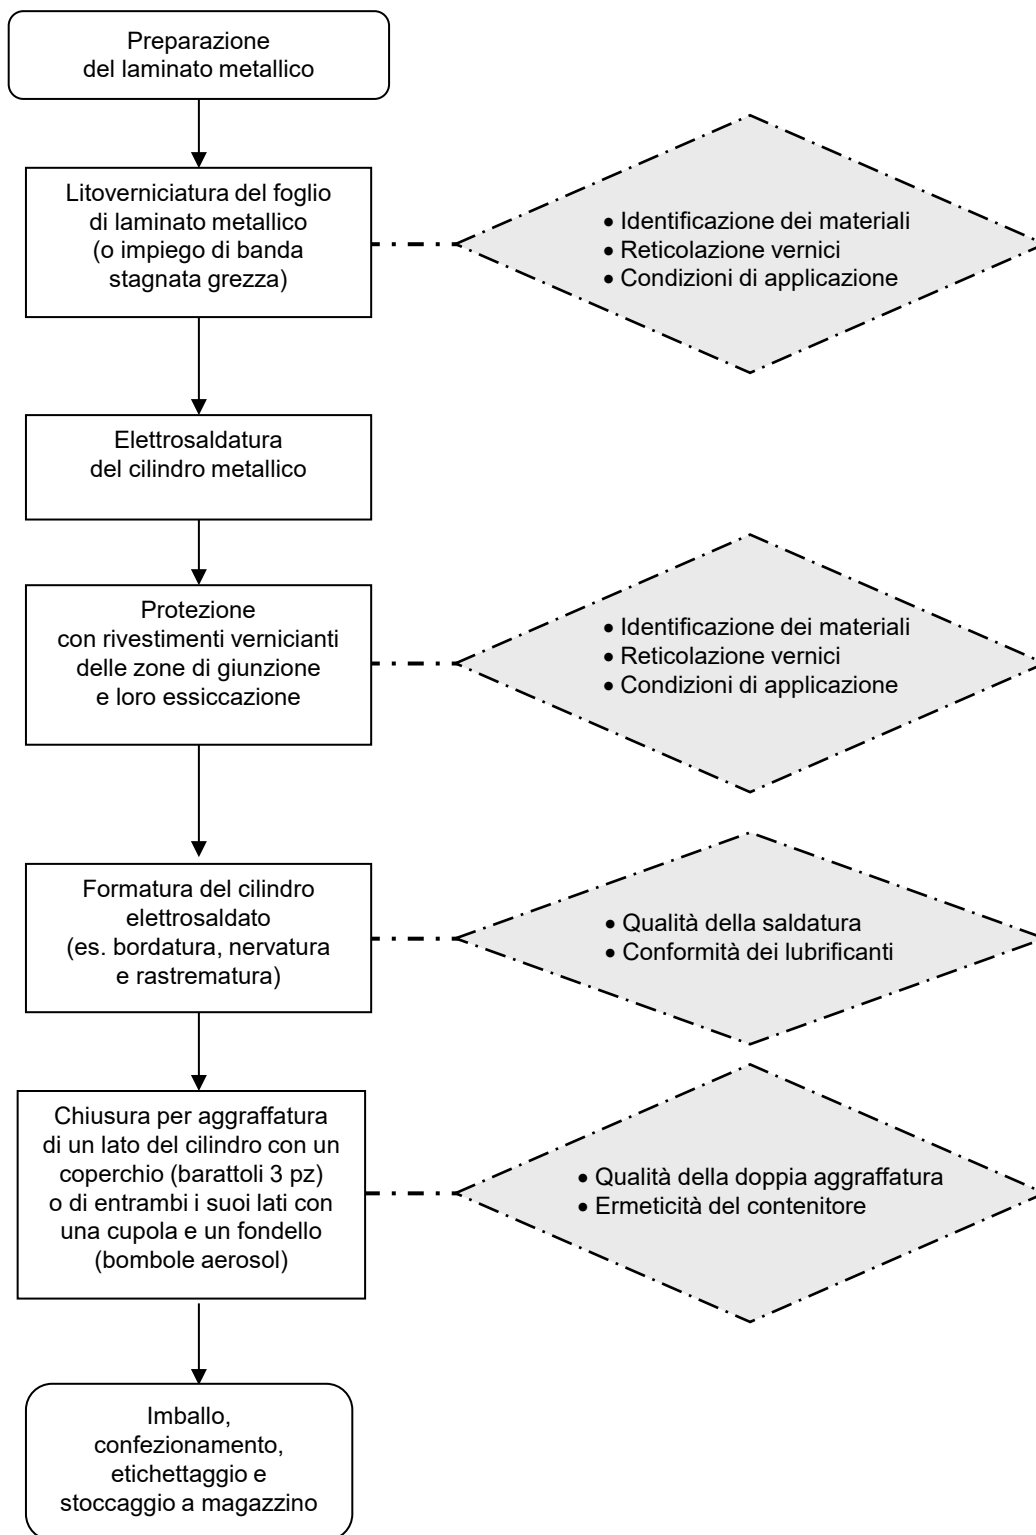 Preparazione
del laminato metallico
Litoverniciatura del foglio
di laminato metallico
(o impiego di banda
stagnata grezza)
• Identificazione dei materiali
• Reticolazione vernici
• Condizioni di applicazione
Elettrosaldatura
del cilindro metallico
Protezione
con rivestimenti vernicianti
delle zone di giunzione
e loro essiccazione
• Identificazione dei materiali
• Reticolazione vernici
• Condizioni di applicazione
Formatura del cilindro
elettrosaldato
(es. bordatura, nervatura
e rastrematura)
• Qualità della saldatura
• Conformità dei lubrificanti
Chiusura per aggraffatura
di un lato del cilindro con un
coperchio (barattoli 3 pz)
o di entrambi i suoi lati con
una cupola e un fondello
(bombole aerosol)
• Qualità della doppia aggraffatura
• Ermeticità del contenitore
Imballo,
confezionamento,
etichettaggio e
stoccaggio a magazzino